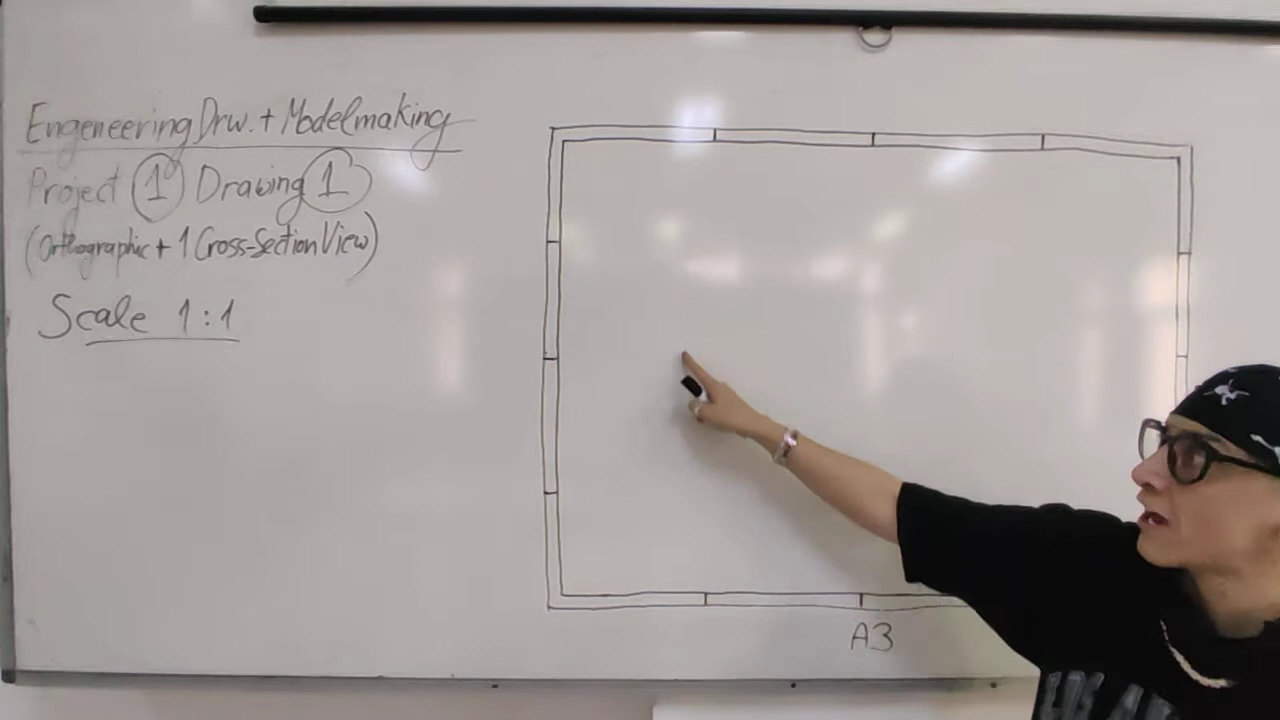 Engeneering Drw. + Modelmaking
Project 1 Drawing 1
(Orthographic + 1 Cross-Section View)
Scale 1:1
A3